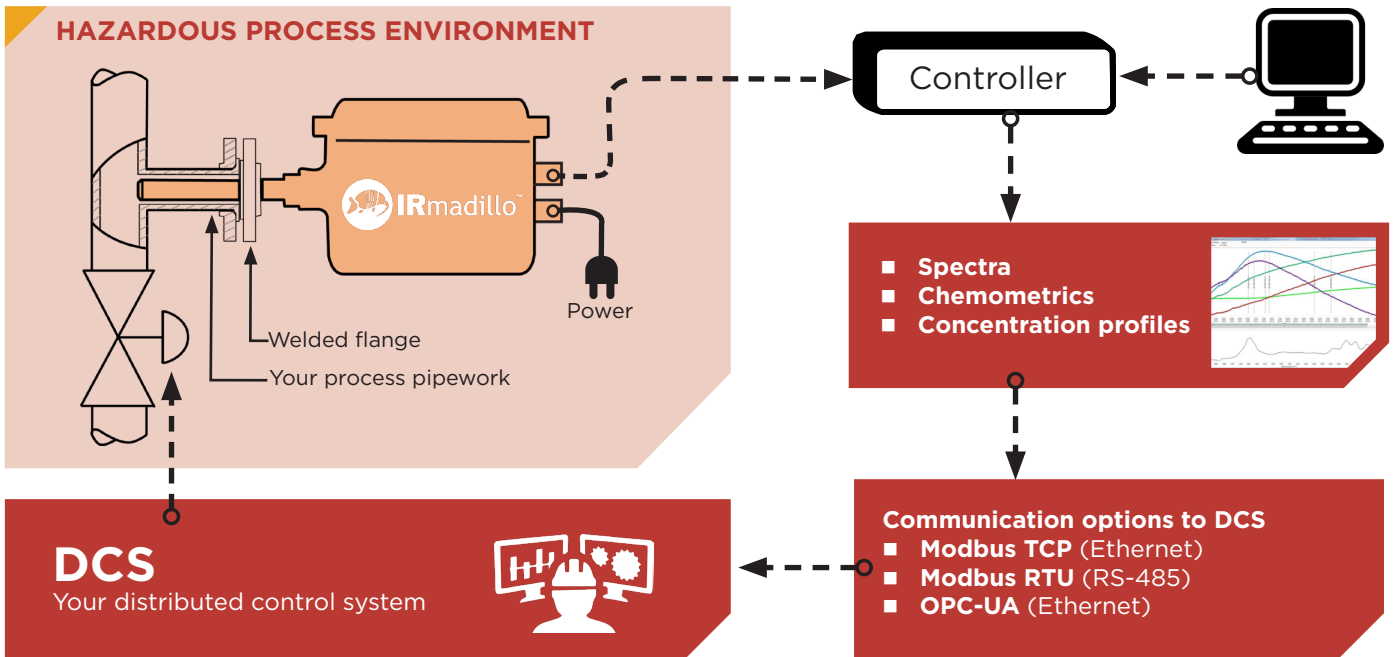 HAZARDOUS PROCESS ENVIRONMENT
Controller
IRmadillo™
Power
Welded flange
Your process pipework
■ Spectra
■ Chemometrics
■ Concentration profiles
Communication options to DCS
■ Modbus TCP (Ethernet)
■ Modbus RTU (RS-485)
■ OPC-UA (Ethernet)
DCS
Your distributed control system